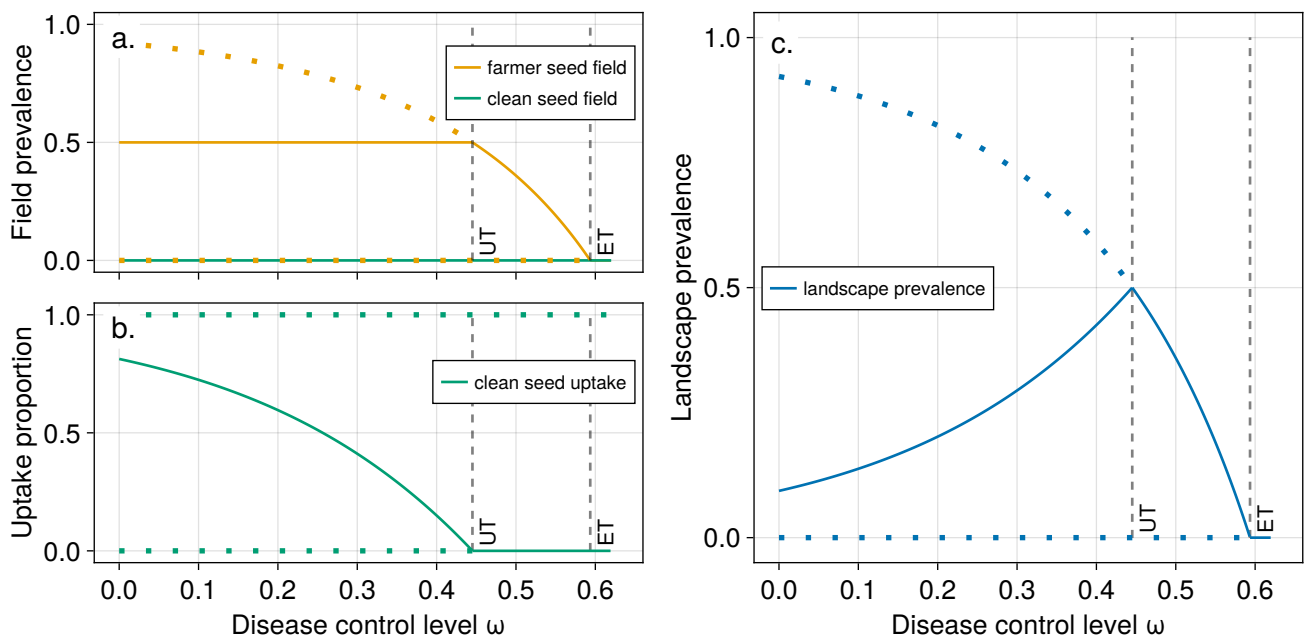 a.
1.0
0.5
0.0
Field prevalence
farmer seed field
clean seed field
UT
ET
b.
1.0
0.5
0.0
Uptake proportion
clean seed uptake
UT
ET
0.0 0.1 0.2 0.3 0.4 0.5 0.6
Disease control level ω
c.
1.0
0.5
0.0
Landscape prevalence
landscape prevalence
UT
ET
0.0 0.1 0.2 0.3 0.4 0.5 0.6
Disease control level ω